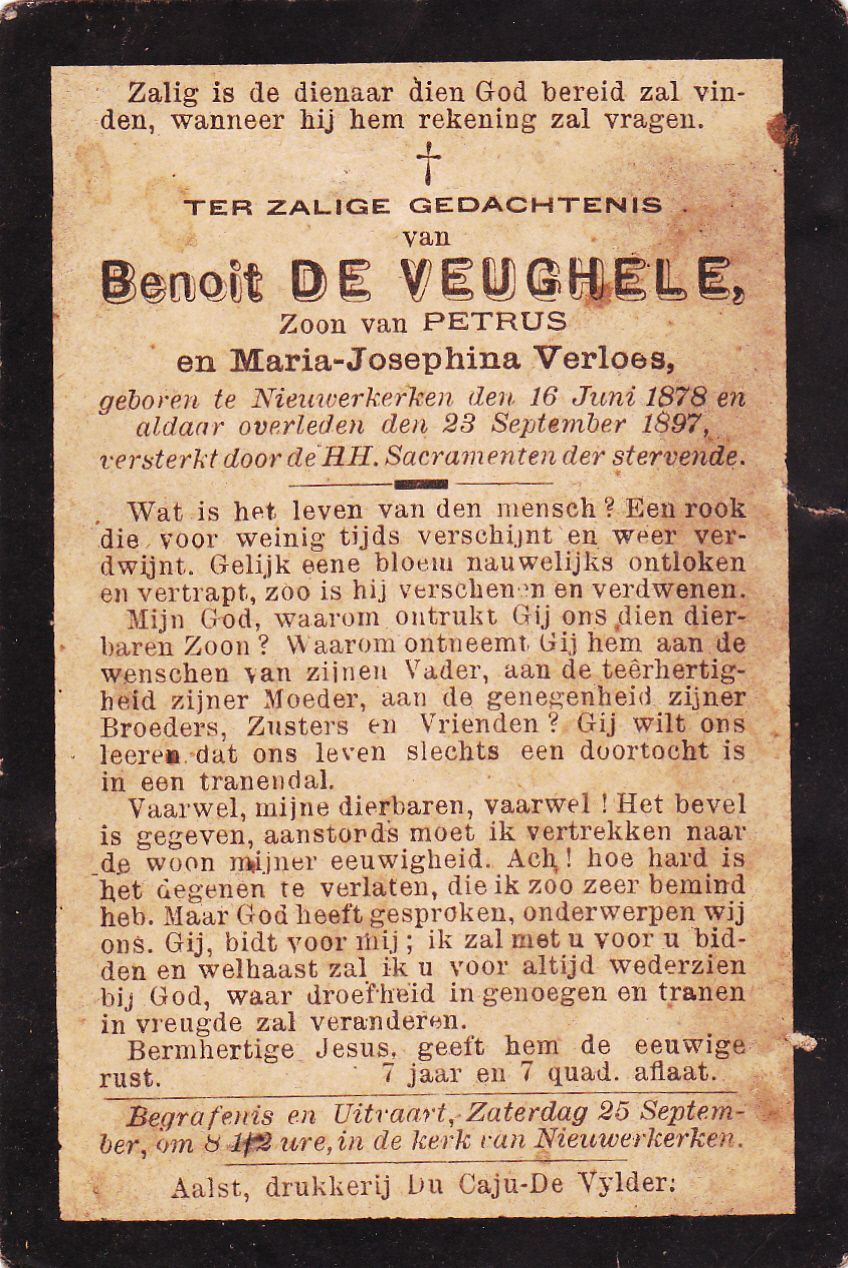 Zalig is de dienaar dien God bereid zal vin-
den, wanneer hij hem rekening zal vragen.
†
TER ZALIGE GEDACHTENIS
van
Benoit DE VEUGHELE,
Zoon van PETRUS
en Maria-Josephina Verloes,
geboren te Nieuwerkerken den 16 Juni 1878 en
aldaar overleden den 23 September 1897,
versterkt door de HH. Sacramenten der stervende.
Wat is het leven van den mensch? Een rook
die voor weinig tijds verschijnt en weer ver-
dwijnt. Gelijk eene bloem nauwelijks ontloken
en vertrapt, zoo is hij verschenen en verdwenen.
Mijn God, waarom ontrukt Gij ons dien dier-
baren Zoon? Waarom ontneemt Gij hem aan de
wenschen van zijnen Vader, aan de teêrhertig-
heid zijner Moeder, aan de genegenheid zijner
Broeders, Zusters en Vrienden? Gij wilt ons
leeren dat ons leven slechts een doortocht is
in een tranendal.
Vaarwel, mijne dierbaren, vaarwel! Het bevel
is gegeven, aanstonds moet ik vertrekken naar
de woon mijner eeuwigheid. Ach! hoe hard is
het degenen te verlaten, die ik zoo zeer bemind
heb. Maar God heeft gesproken, onderwerpen wij
ons. Gij, bidt voor mij; ik zal met u voor u bid-
den en welhaast zal ik u voor altijd wederzien
bij God, waar droefheid in genoegen en tranen
in vreugde zal veranderen.
Bermhertige Jesus, geeft hem de eeuwige
rust. 7 jaar en 7 quad. aflaat.
Begrafenis en Uitvaart, Zaterdag 25 Septem-
ber, om 8 1/2 ure, in de kerk van Nieuwerkerken.
Aalst, drukkerij Du Caju-De Vylder: